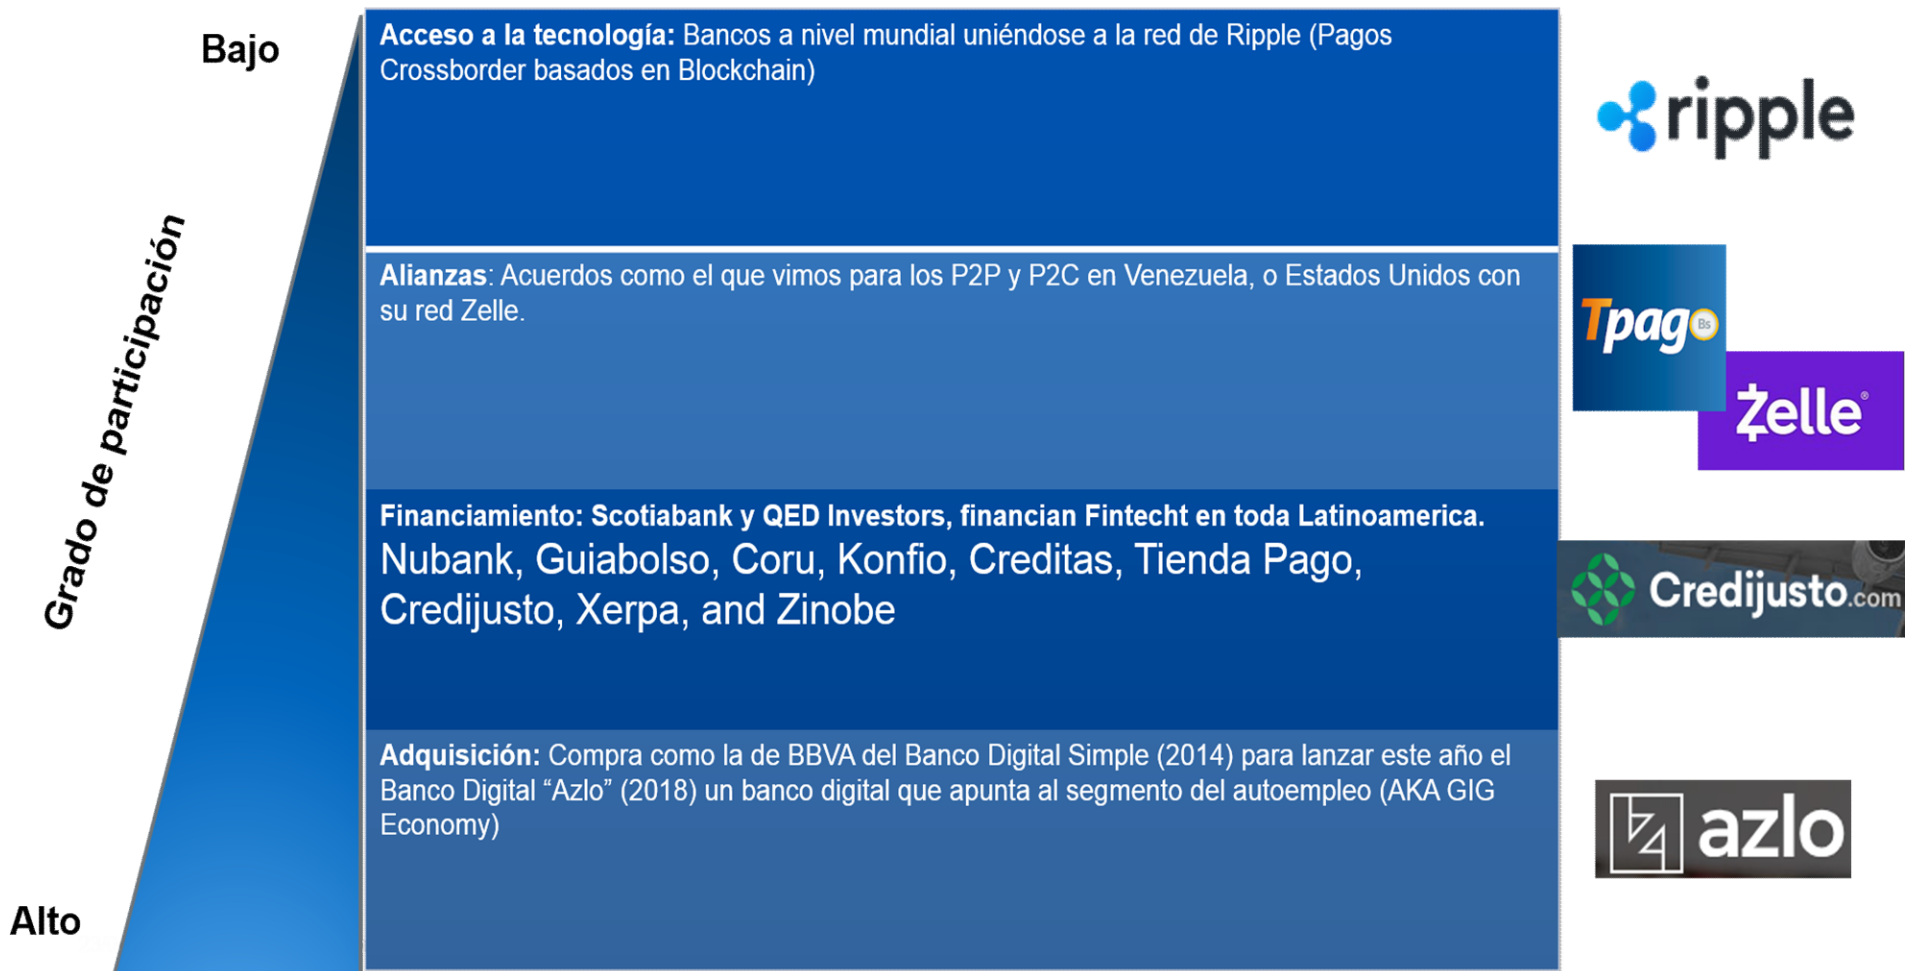 Bajo
Acceso a la tecnología: Bancos a nivel mundial uniéndose a la red de Ripple (Pagos
Crossborder basados en Blockchain)
ripple
Grado de participación
Alianzas: Acuerdos como el que vimos para los P2P y P2C en Venezuela, o Estados Unidos con
su red Zelle.
Tpago
Bs
Zelle®
Financiamiento: Scotiabank y QED Investors, financian Fintecht en toda Latinoamerica.
Nubank, Guiabolso, Coru, Konfio, Creditas, Tienda Pago,
Credijusto, Xerpa, and Zinobe
Credijusto.com
Adquisición: Compra como la de BBVA del Banco Digital Simple (2014) para lanzar este año el
Banco Digital “Azlo” (2018) un banco digital que apunta al segmento del autoempleo (AKA GIG
Economy)
azlo
Alto